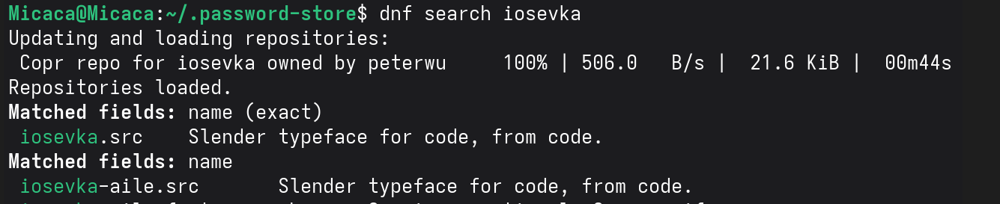 Micaca@Micaca:~/.password-store$ dnf search iosevka
Updating and loading repositories:
 Copr repo for iosevka owned by peterwu     100% | 506.0   B/s |  21.6 KiB |  00m44s
Repositories loaded.
Matched fields: name (exact)
 iosevka.src    Slender typeface for code, from code.
Matched fields: name
 iosevka-aile.src       Slender typeface for code, from code.